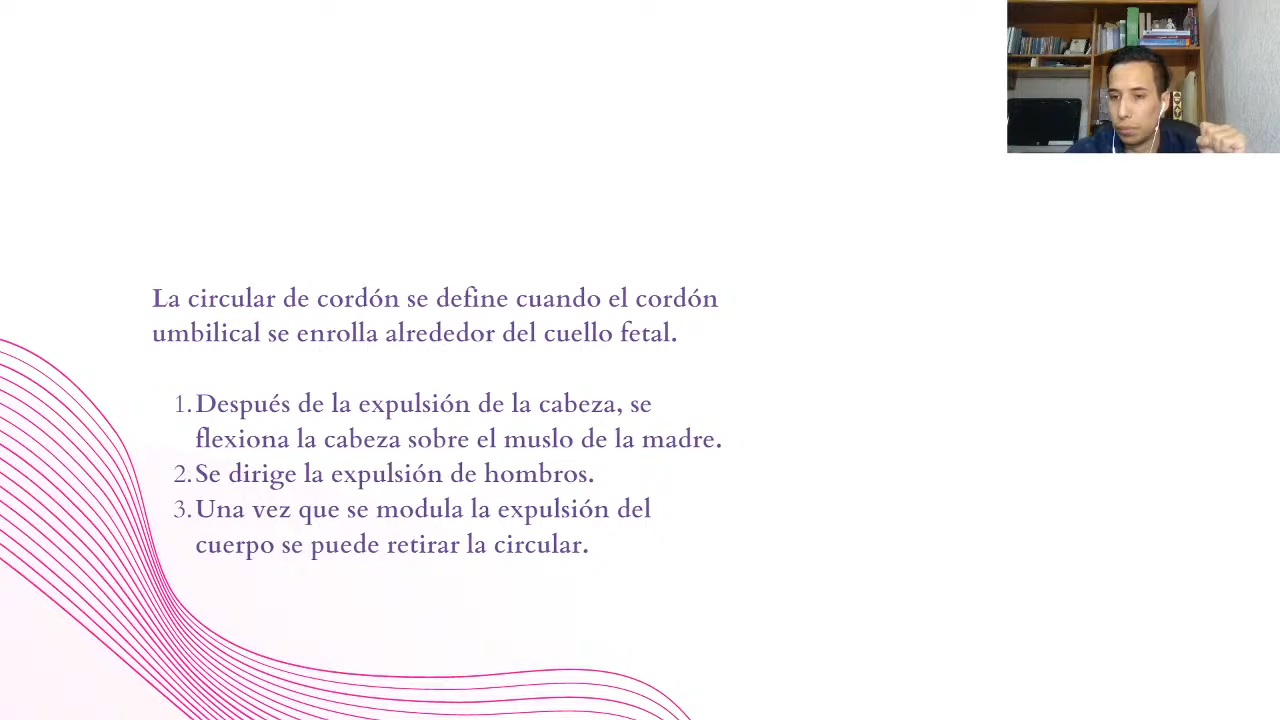 La circular de cordón se define cuando el cordón
umbilical se enrolla alrededor del cuello fetal.
1. Después de la expulsión de la cabeza, se
flexiona la cabeza sobre el muslo de la madre.
2. Se dirige la expulsión de hombros.
3. Una vez que se modula la expulsión del
cuerpo se puede retirar la circular.